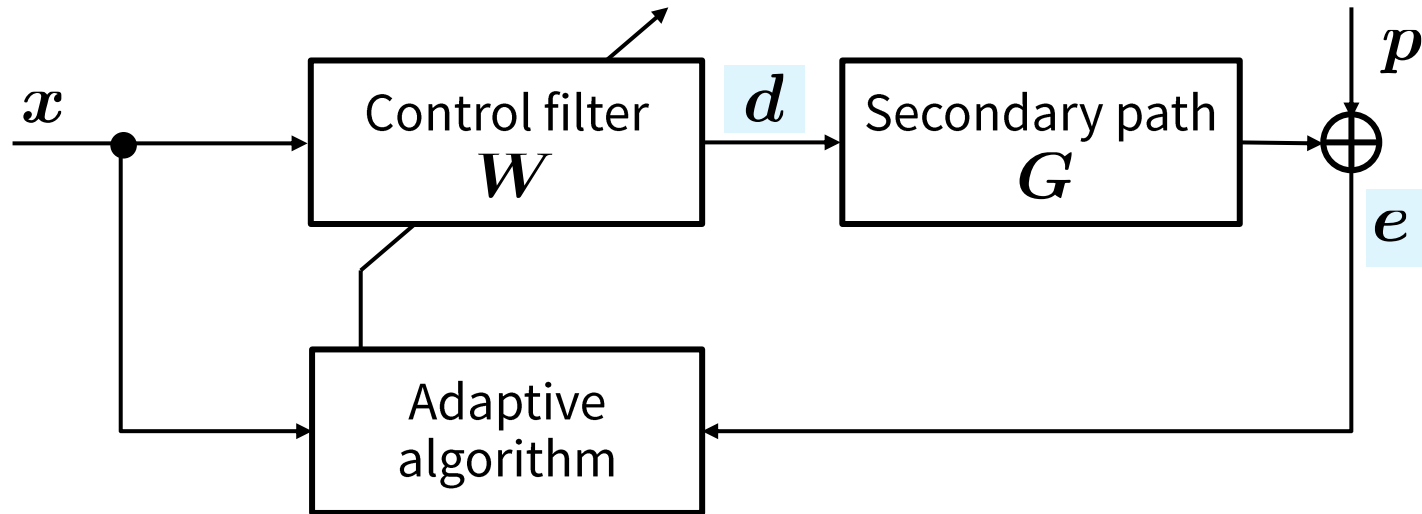 x
Control filter
W
d
Secondary path
G
p
e
Adaptive
algorithm